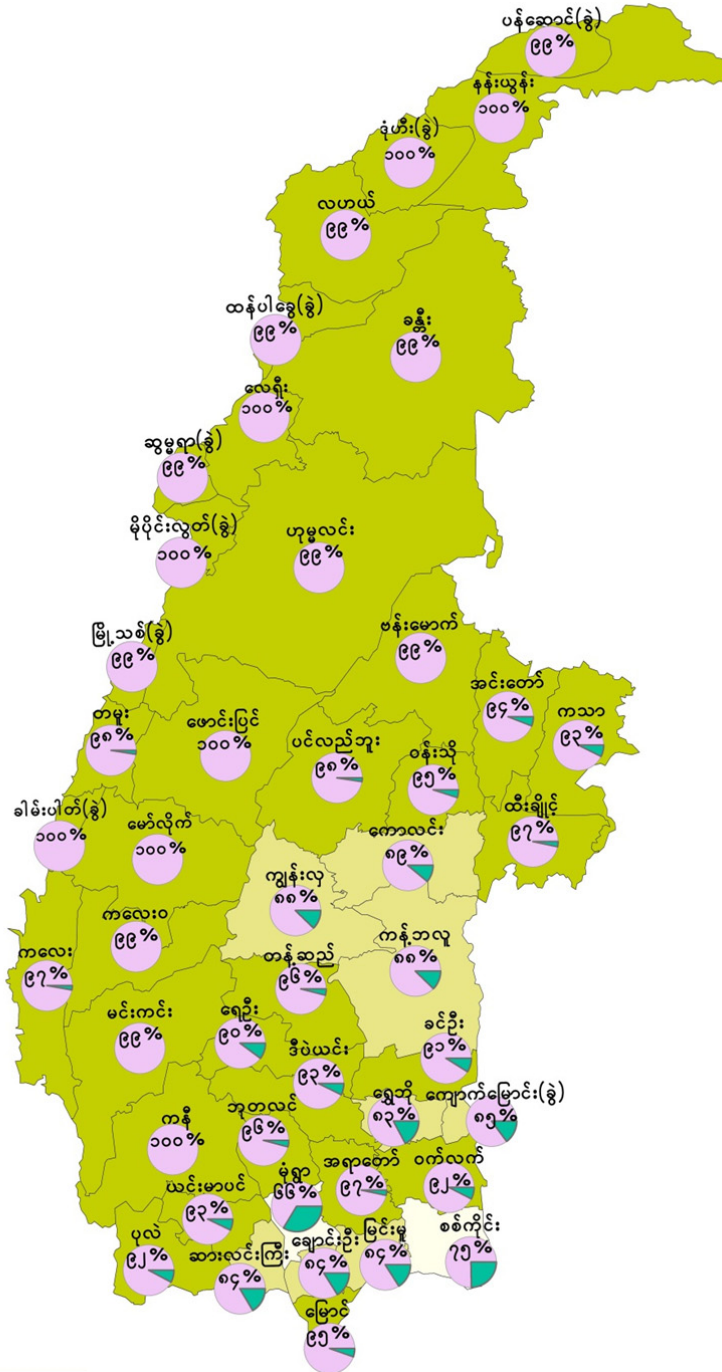 ပန်ဆောင်(ခွဲ)
၉၉%
နန်းယွန်း
၁၀၀%
ဒုံဟီး(ခွဲ)
၁၀၀%
လဟယ်
၉၉%
ထန်ပါခွေ(ခွဲ)
၉၉%
ခန္တီး
၉၉%
လေရှီး
၁၀၀%
ဆွမ္မရာ(ခွဲ)
၉၉%
မိုပိုင်းလွတ်(ခွဲ)
၁၀၀%
ဟုမ္မလင်း
၉၉%
မြို့သစ်(ခွဲ)
၉၉%
ဗန်းမောက်
၉၉%
အင်းတော်
၉၄%
ကသာ
၉၃%
တမူး
၉၈%
ဖောင်းပြင်
၁၀၀%
ပင်လည်ဘူး
၉၈%
ဝန်းသို
၉၅%
ထီးချိုင့်
၉၇%
ခါမ်းပါတ်(ခွဲ)
၁၀၀%
မော်လိုက်
၁၀၀%
ကောလင်း
၈၉%
ကျွန်းလှ
၈၈%
ကလေးဝ
၉၉%
ကန့်ဘလူ
၈၈%
ကလေး
၉၇%
တန့်ဆည်
၉၆%
မင်းကင်း
၉၉%
ရေဦး
၉၀%
ခင်ဦး
၉၁%
ဒီပဲယင်း
၉၃%
ရွှေဘို
၈၃%
ကျောက်မြောင်း(ခွဲ)
၈၅%
ကနီ
၁၀၀%
ဘုတလင်
၉၆%
အရာတော်
၉၇%
ဝက်လက်
၉၂%
ယင်းမာပင်
၉၃%
မုံရွာ
၆၆%
ပုလဲ
၉၂%
ဆားလင်းကြီး
၈၄%
ချောင်းဦး
၈၄%
မြင်းမူ
၈၄%
စစ်ကိုင်း
၇၅%
မြောင်
၉၅%